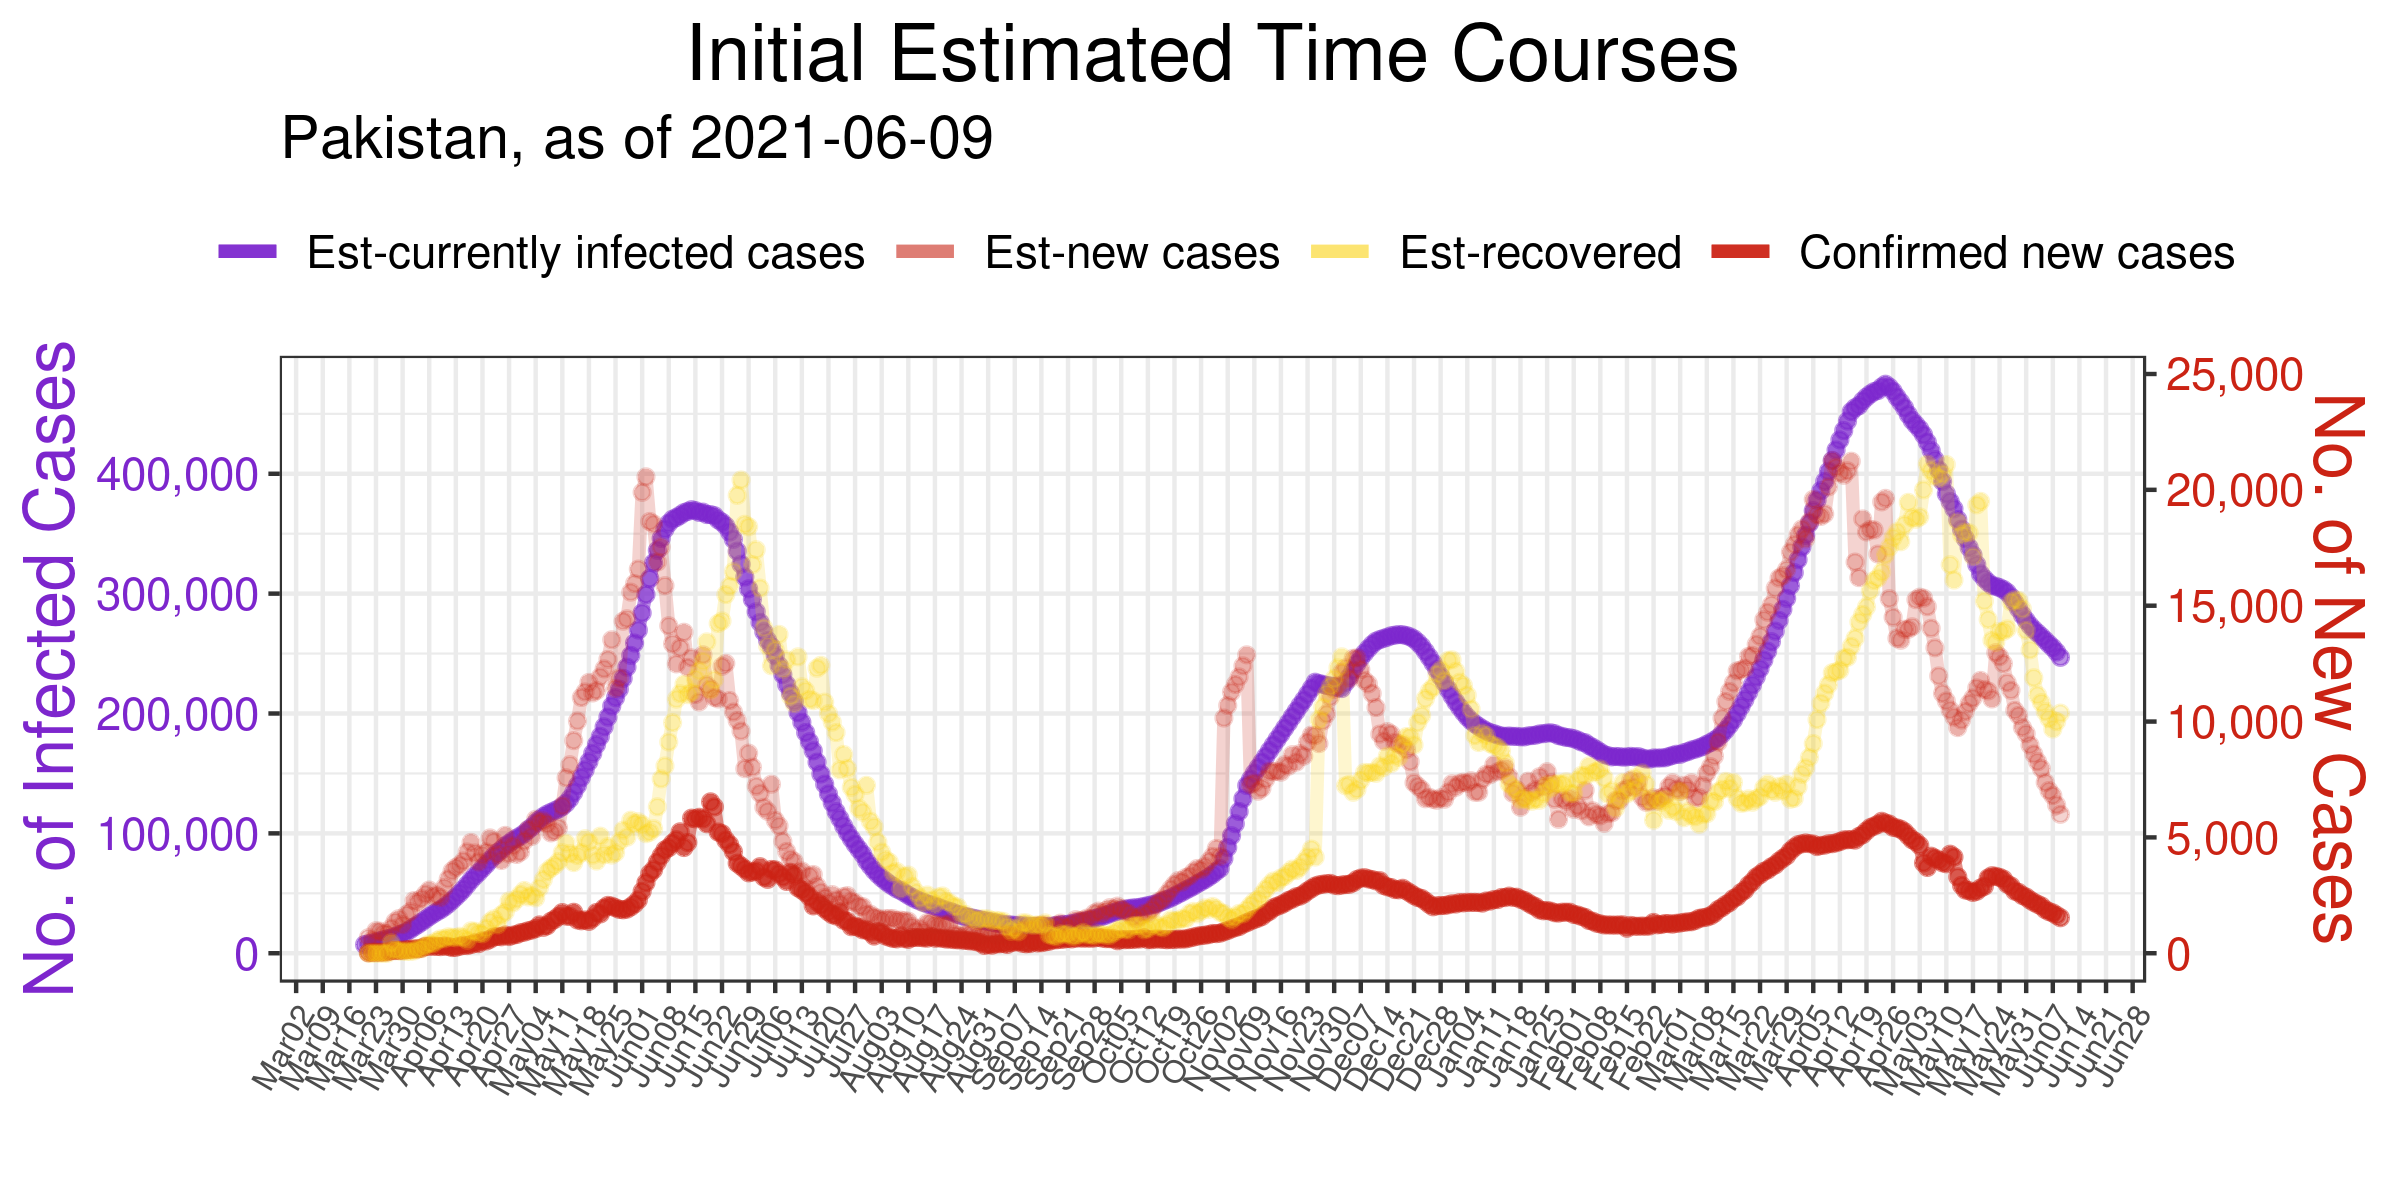 Initial Estimated Time Courses
Pakistan, as of 2021-06-09
Est-currently infected cases Est-new cases Est-recovered Confirmed new cases
No. of Infected Cases
400,000
300,000
200,000
100,000
0
25,000
20,000
15,000
10,000
5,000
0
No. of New Cases
Mar02 Mar09 Mar16 Mar23 Mar30 Apr06 Apr13 Apr20 Apr27 May04 May11 May18 May25 Jun01 Jun08 Jun15 Jun22 Jun29 Jul06 Jul13 Jul20 Jul27 Aug03 Aug10 Aug17 Aug24 Aug31 Sep07 Sep14 Sep21 Sep28 Oct05 Oct12 Oct19 Oct26 Nov02 Nov09 Nov16 Nov23 Nov30 Dec07 Dec14 Dec21 Dec28 Jan04 Jan11 Jan18 Jan25 Feb01 Feb08 Feb15 Feb22 Mar01 Mar08 Mar15 Mar22 Mar29 Apr05 Apr12 Apr19 Apr26 May03 May10 May17 May24 May31 Jun07 Jun14 Jun21 Jun28